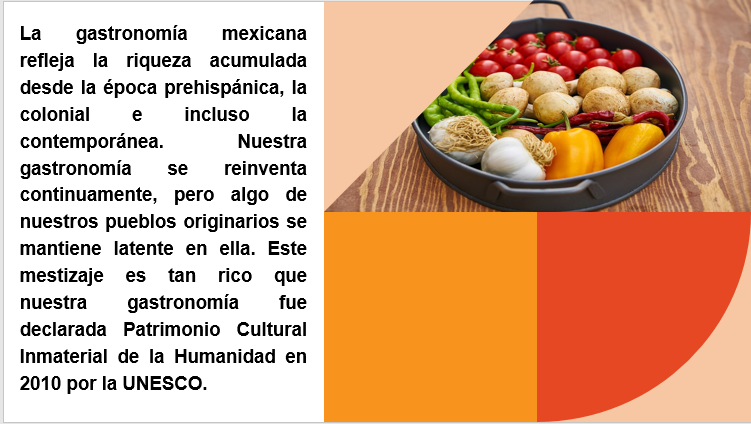 La gastronomía mexicana
refleja la riqueza acumulada
desde la época prehispánica, la
colonial e incluso la
contemporánea. Nuestra
gastronomía se reinventa
continuamente, pero algo de
nuestros pueblos originarios se
mantiene latente en ella. Este
mestizaje es tan rico que
nuestra gastronomía fue
declarada Patrimonio Cultural
Inmaterial de la Humanidad en
2010 por la UNESCO.